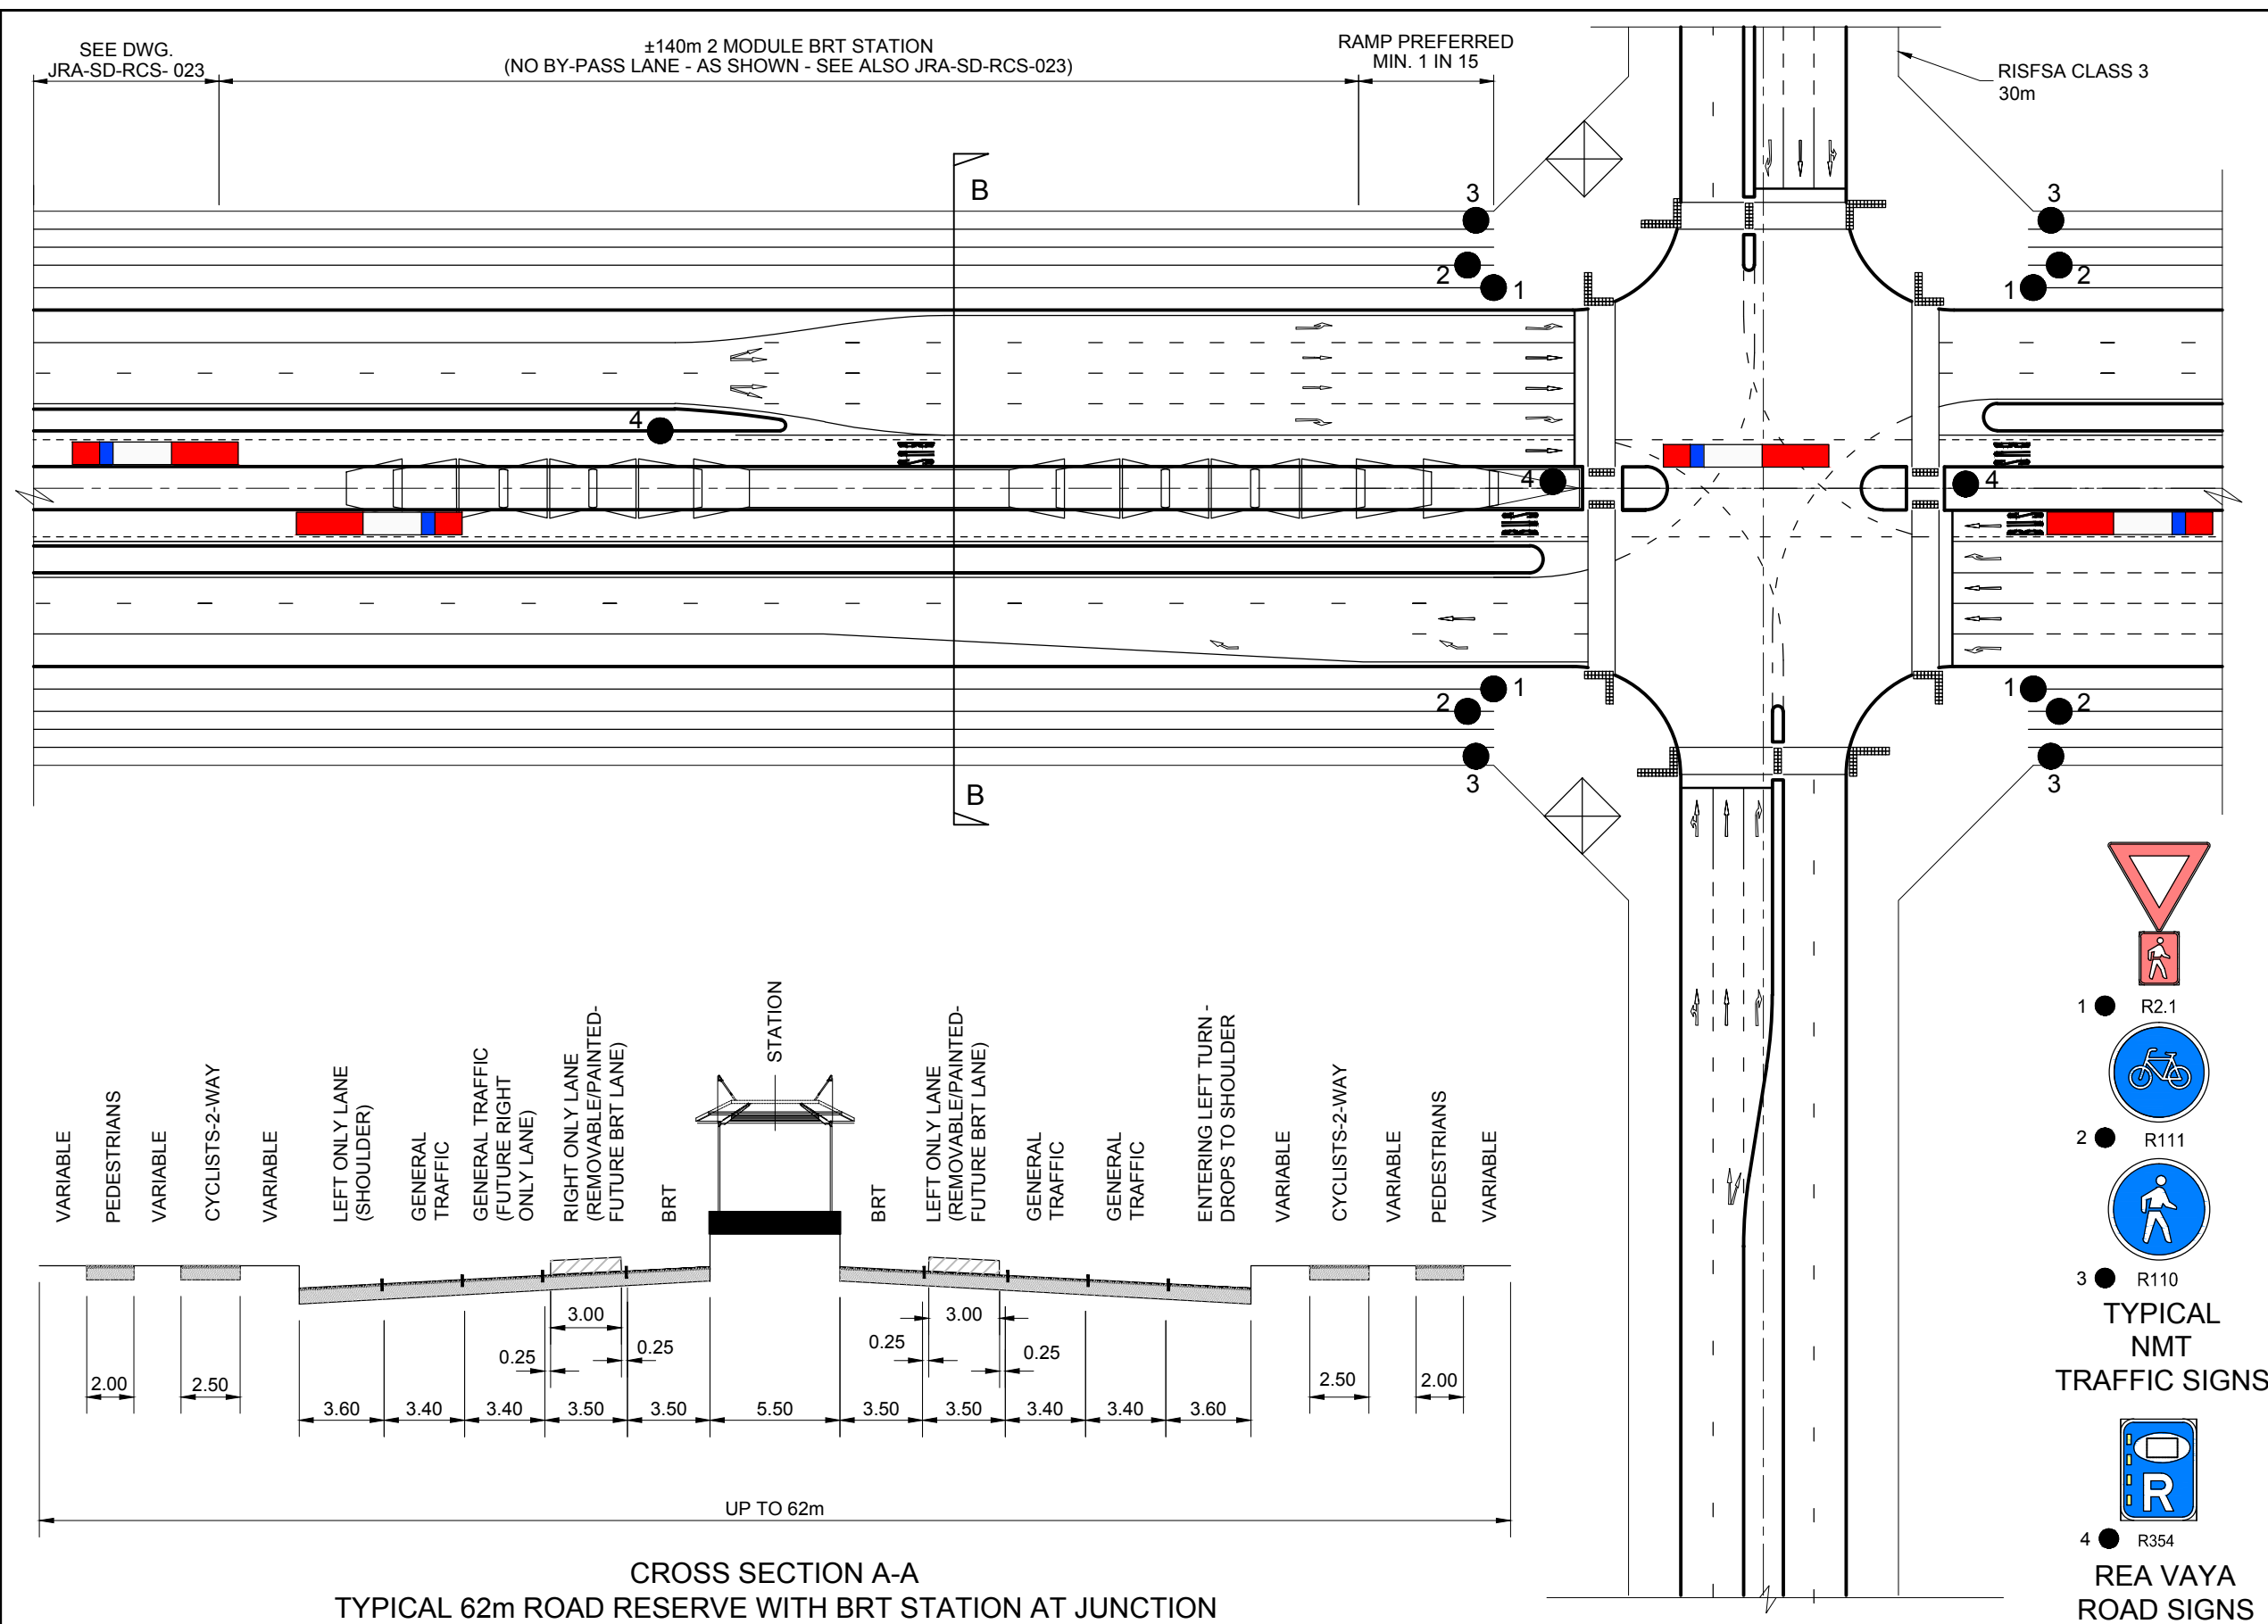 SEE DWG.
JRA-SD-RCS- 023
±140m 2 MODULE BRT STATION
(NO BY-PASS LANE - AS SHOWN - SEE ALSO JRA-SD-RCS-023)
RAMP PREFERRED
MIN. 1 IN 15
RISFSA CLASS 3
30m
B
3
3
2
1
1
2
4
4
4
1
2
1
2
3
3
B
VARIABLE
PEDESTRIANS
VARIABLE
CYCLISTS-2-WAY
VARIABLE
LEFT ONLY LANE
(SHOULDER)
GENERAL
TRAFFIC
GENERAL TRAFFIC
(FUTURE RIGHT
ONLY LANE)
RIGHT ONLY LANE
(REMOVABLE/PAINTED-
FUTURE BRT LANE)
BRT
STATION
BRT
LEFT ONLY LANE
(REMOVABLE/PAINTED-
FUTURE BRT LANE)
GENERAL
TRAFFIC
GENERAL
TRAFFIC
ENTERING LEFT TURN -
DROPS TO SHOULDER
VARIABLE
CYCLISTS-2-WAY
VARIABLE
PEDESTRIANS
VARIABLE
3.00
0.25
0.25
3.00
0.25
0.25
2.00
2.50
2.50
2.00
3.60
3.40
3.40
3.50
3.50
5.50
3.50
3.50
3.40
3.40
3.60
UP TO 62m
CROSS SECTION A-A
TYPICAL 62m ROAD RESERVE WITH BRT STATION AT JUNCTION
1 R2.1
2 R111
3 R110
TYPICAL
NMT
TRAFFIC SIGNS
R
4 R354
REA VAYA
ROAD SIGNS